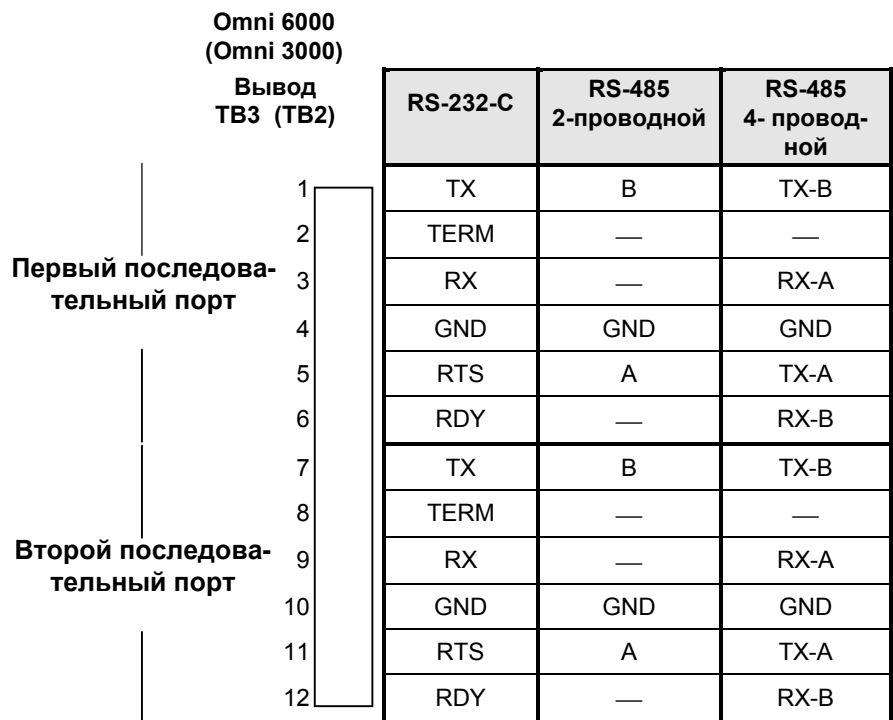 Omni 6000
(Omni 3000)
Вывод
TB3 (TB2)
RS-232-C
RS-485
2-проводной
RS-485
4- провод-
ной
1 TX B TX-B
2 TERM — —
Первый последова-
тельный порт
3 RX — RX-A
4 GND GND GND
5 RTS A TX-A
6 RDY — RX-B
7 TX B TX-B
8 TERM — —
Второй последова-
тельный порт
9 RX — RX-A
10 GND GND GND
11 RTS A TX-A
12 RDY — RX-B